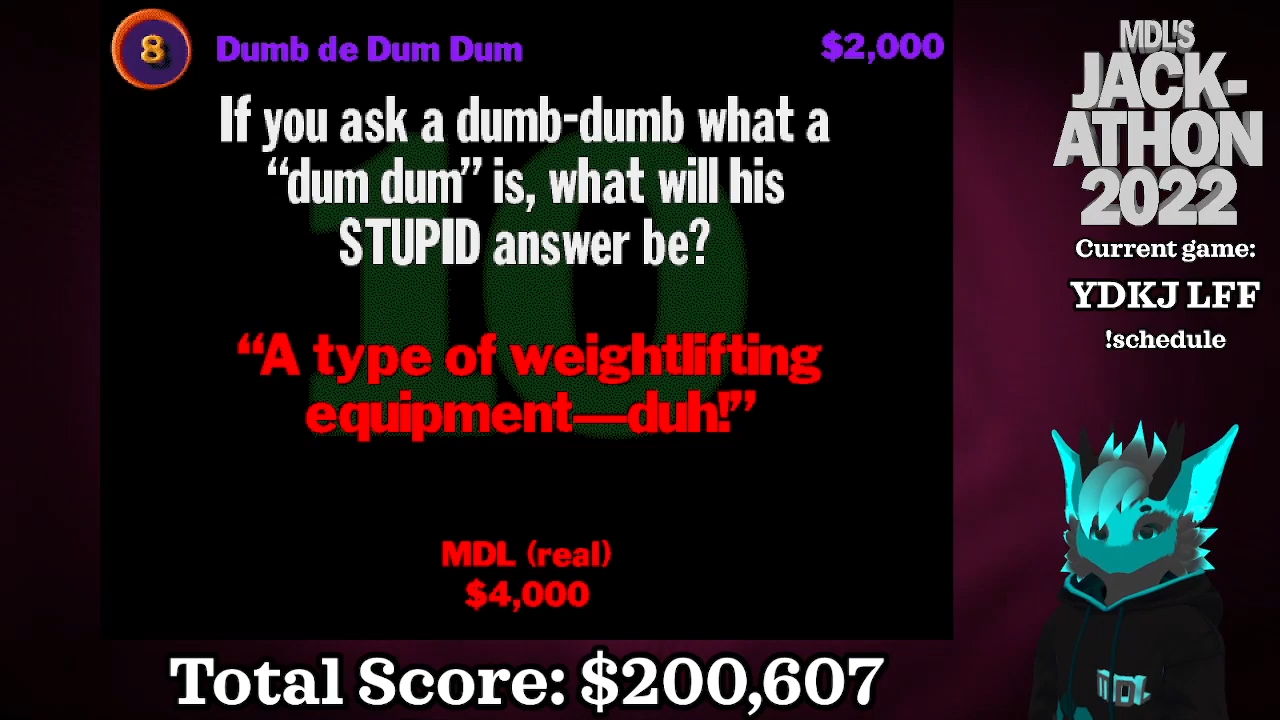 8
Dumb de Dum Dum
$2,000
If you ask a dumb-dumb what a
“dum dum” is, what will his
STUPID answer be?
10
“A type of weightlifting
equipment—duh!”
MDL (real)
$4,000
Total Score: $200,607
MDL'S
JACK-
ATHON
2022
Current game:
YDKJ LFF
!schedule
MDL